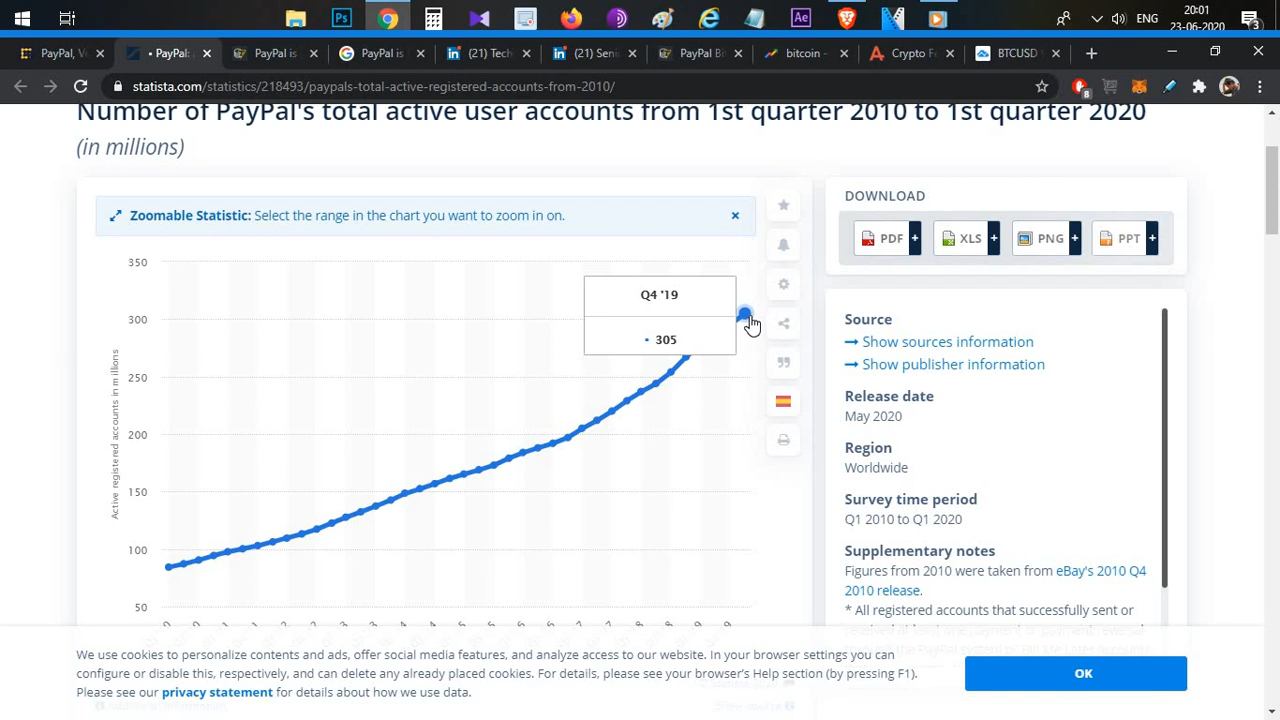 20:01
ENG
23-06-2020
3
PayPal, V
• PayPal:
PayPal is
PayPal is
(21) Tech
(21) Seni
PayPal Bi
bitcoin -
Crypto F
BTCUSD
statista.com/statistics/218493/paypals-total-active-registered-accounts-from-2010/
8
Number of PayPal's total active user accounts from 1st quarter 2010 to 1st quarter 2020
(in millions)
Zoomable Statistic: Select the range in the chart you want to zoom in on.
×
DOWNLOAD
PDF +
XLS +
PNG +
PPT +
350
300
250
200
150
100
50
Active registered accounts in millions
Q4 '19
• 305
Source
Show sources information
Show publisher information
Release date
May 2020
Region
Worldwide
Survey time period
Q1 2010 to Q1 2020
Supplementary notes
Figures from 2010 were taken from eBay's 2010 Q4
2010 release.
* All registered accounts that successfully sent or
We use cookies to personalize contents and ads, offer social media features, and analyze access to our website. In your browser settings you can
configure or disable this, respectively, and can delete any already placed cookies. For details, please see your browser's Help section (by pressing F1).
Please see our privacy statement for details about how we use data.
OK